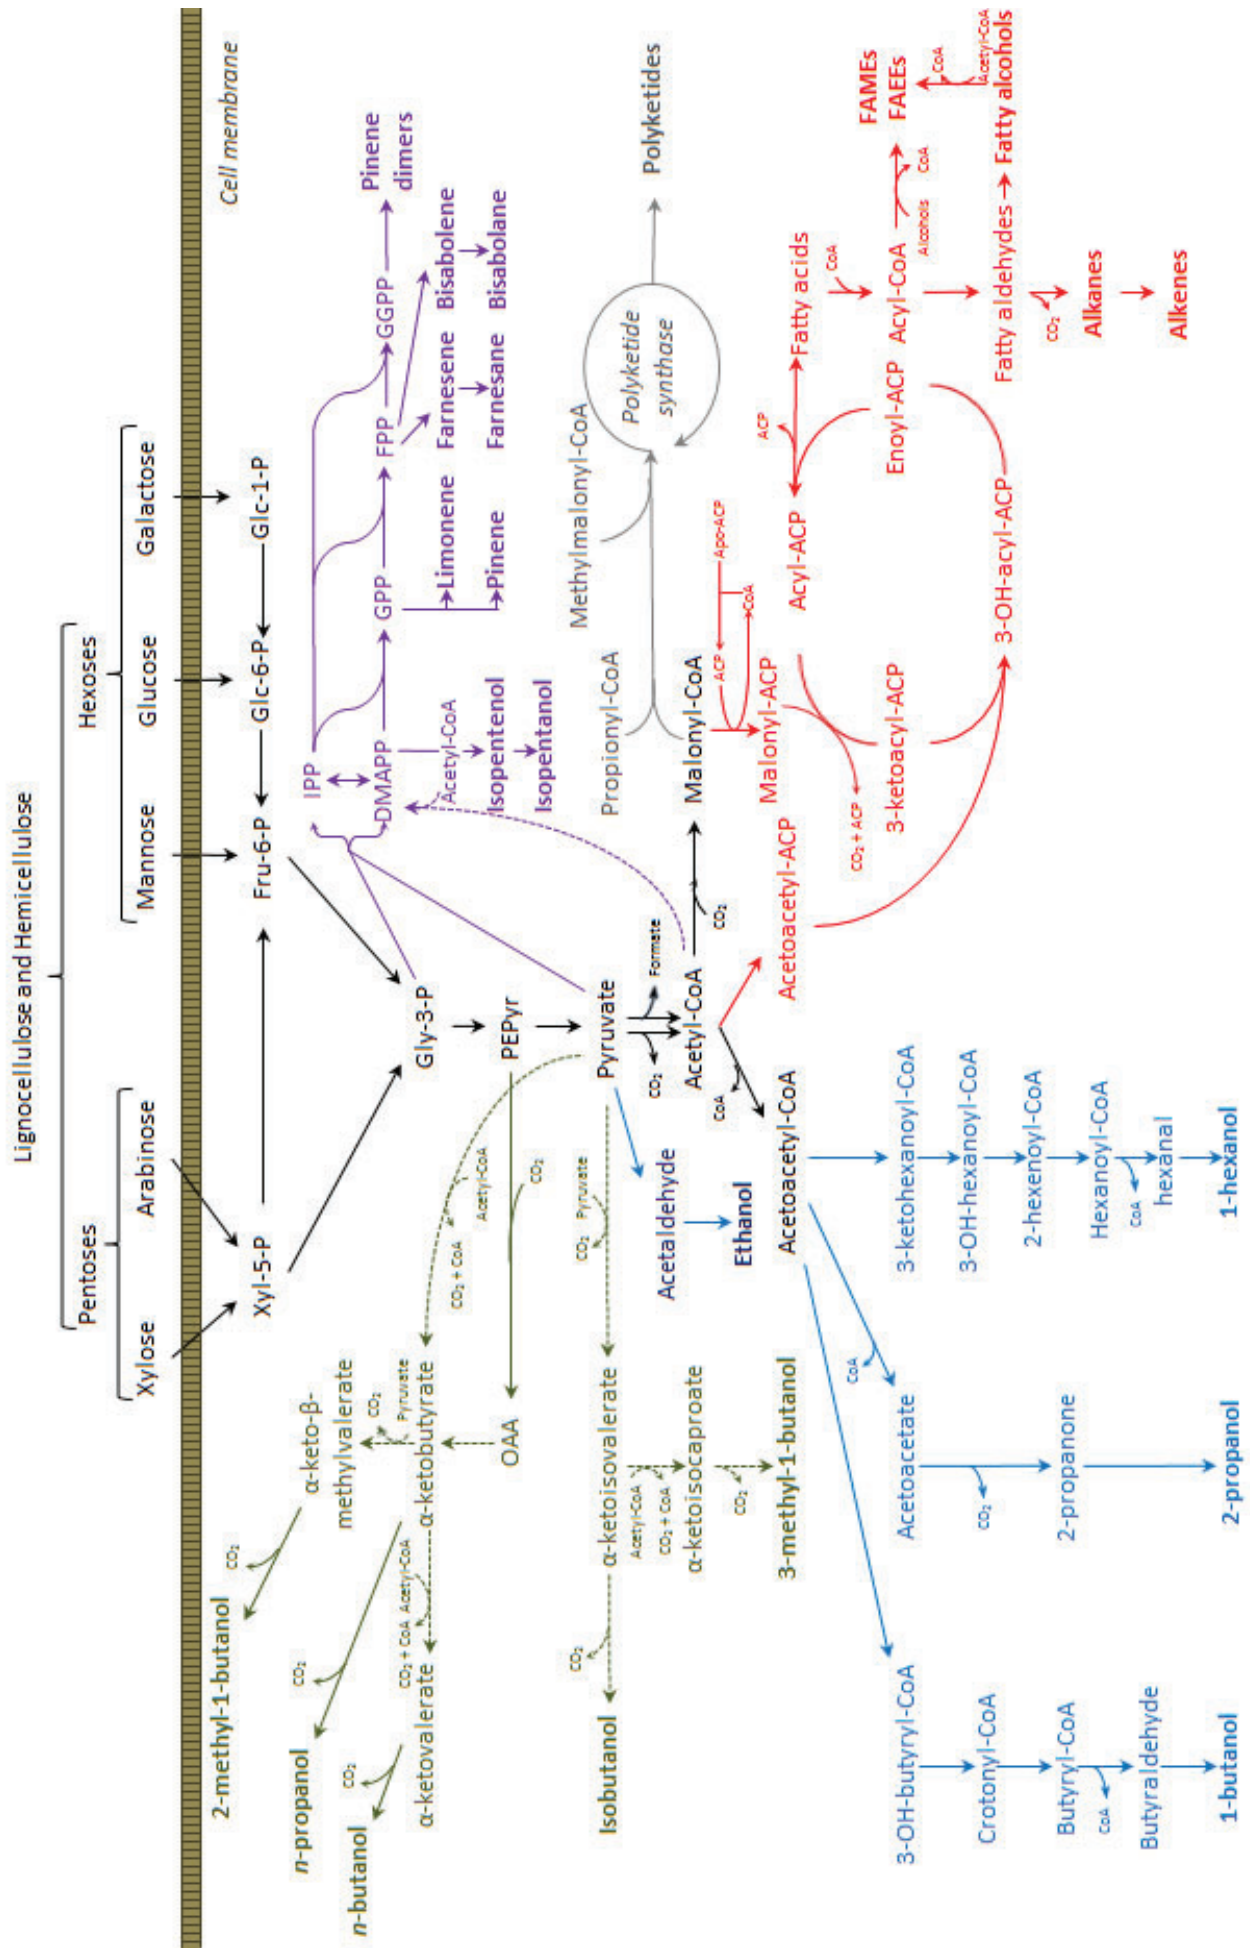 Lignocellulose and Hemicellulose
Pentoses
Hexoses
Xylose
Arabinose
Mannose
Glucose
Galactose
Cell membrane
Xyl-5-P
Fru-6-P
Glc-6-P
Glc-1-P
2-methyl-1-butanol
CO₂
α-keto-β-
methylvalerate
CO₂
Pyruvate
n-propanol
CO₂
n-butanol
CO₂
α-ketovalerate
CO₂ + CoA
Acetyl-CoA
α-ketobutyrate
CO₂ + CoA
Acetyl-CoA
OAA
CO₂
Gly-3-P
PEPyr
Pyruvate
IPP
DMAPP
GPP
FPP
GGPP
Pinene
dimers
Acetyl-CoA
Isopentenol
Isopentanol
Limonene
Pinene
Farnesene
Farnesane
Bisabolene
Bisabolane
Isobutanol
CO₂
α-ketoisovalerate
CO₂
Pyruvate
Acetyl-CoA
CO₂ + CoA
α-ketoisocaproate
CO₂
3-methyl-1-butanol
Acetaldehyde
Ethanol
CO₂
Formate
Acetyl-CoA
CO₂
CoA
Acetoacetyl-CoA
Propionyl-CoA
Methylmalonyl-CoA
Malonyl-CoA
Polyketide
synthase
Polyketides
ACP
Apo-ACP
CoA
Malonyl-ACP
Acetoacetyl-ACP
CO₂ + ACP
3-ketoacyl-ACP
3-OH-acyl-ACP
Enoyl-ACP
Acyl-ACP
ACP
Fatty acids
CoA
Acyl-CoA
Alcohols
CoA
FAMEs
FAEEs
CoA
Acetyl-CoA
Fatty aldehydes
Fatty alcohols
CO₂
Alkanes
Alkenes
3-OH-butyryl-CoA
Crotonyl-CoA
Butyryl-CoA
CoA
Butyraldehyde
1-butanol
CoA
Acetoacetate
CO₂
2-propanone
2-propanol
3-ketohexanoyl-CoA
3-OH-hexanoyl-CoA
2-hexenoyl-CoA
Hexanoyl-CoA
CoA
hexanal
1-hexanol